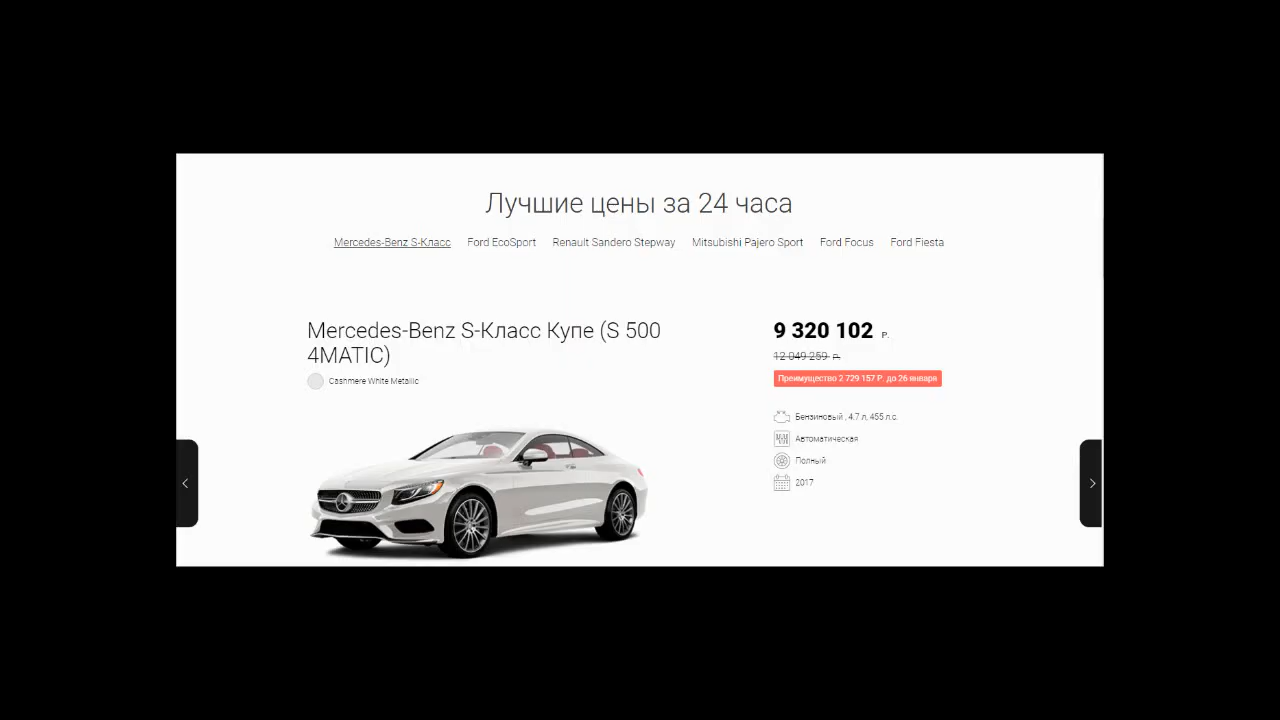 Лучшие цены за 24 часа
Mercedes-Benz S-Класс Ford EcoSport Renault Sandero Stepway Mitsubishi Pajero Sport Ford Focus Ford Fiesta
Mercedes-Benz S-Класс Купе (S 500
4MATIC)
Cashmere White Metallic
9 320 102 Р.
12 049 259 Р.
Преимущество 2 729 157 Р. до 26 января
Бензиновый , 4.7 л, 455 л.с.
Автоматическая
Полный
2017